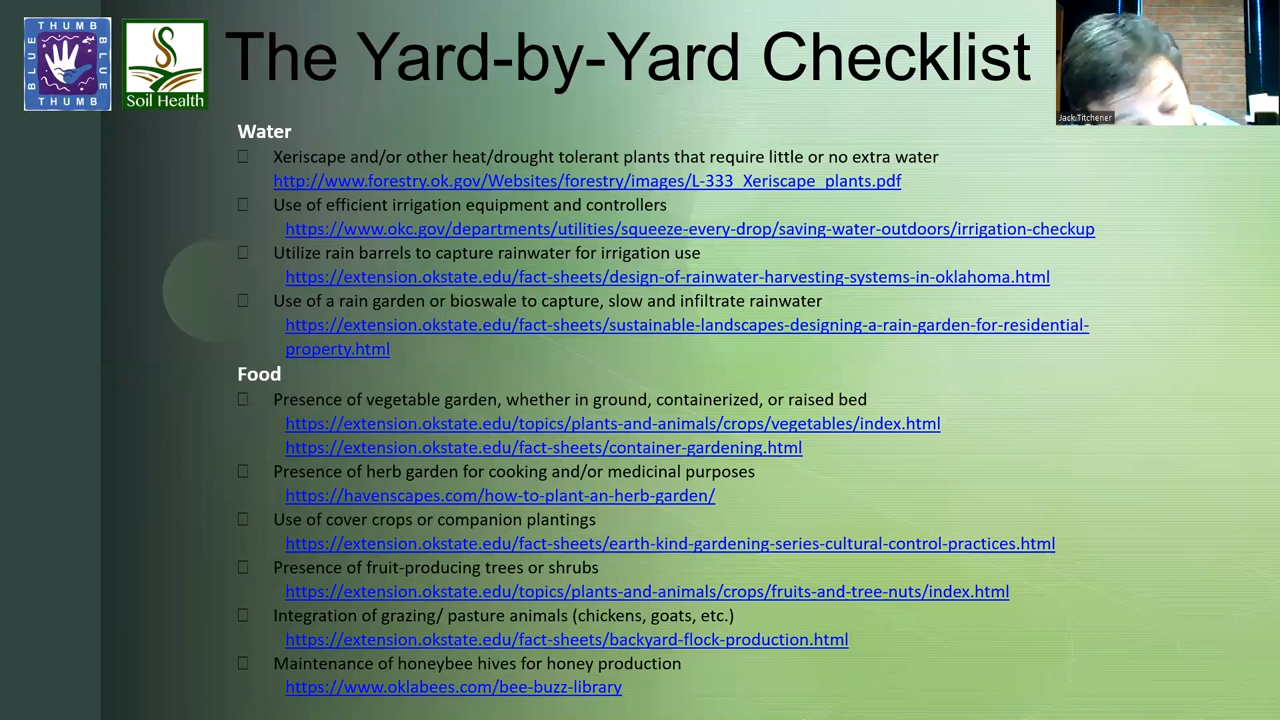 THUMB
BLUE
BLUE
THUMB
Soil Health
The Yard-by-Yard Checklist
Jack Titchener
Water
Xeriscape and/or other heat/drought tolerant plants that require little or no extra water
http://www.forestry.ok.gov/Websites/forestry/images/L-333_Xeriscape_plants.pdf
Use of efficient irrigation equipment and controllers
https://www.okc.gov/departments/utilities/squeeze-every-drop/saving-water-outdoors/irrigation-checkup
Utilize rain barrels to capture rainwater for irrigation use
https://extension.okstate.edu/fact-sheets/design-of-rainwater-harvesting-systems-in-oklahoma.html
Use of a rain garden or bioswale to capture, slow and infiltrate rainwater
https://extension.okstate.edu/fact-sheets/sustainable-landscapes-designing-a-rain-garden-for-residential-
property.html
Food
Presence of vegetable garden, whether in ground, containerized, or raised bed
https://extension.okstate.edu/topics/plants-and-animals/crops/vegetables/index.html
https://extension.okstate.edu/fact-sheets/container-gardening.html
Presence of herb garden for cooking and/or medicinal purposes
https://havenscapes.com/how-to-plant-an-herb-garden/
Use of cover crops or companion plantings
https://extension.okstate.edu/fact-sheets/earth-kind-gardening-series-cultural-control-practices.html
Presence of fruit-producing trees or shrubs
https://extension.okstate.edu/topics/plants-and-animals/crops/fruits-and-tree-nuts/index.html
Integration of grazing/ pasture animals (chickens, goats, etc.)
https://extension.okstate.edu/fact-sheets/backyard-flock-production.html
Maintenance of honeybee hives for honey production
https://www.oklabees.com/bee-buzz-library